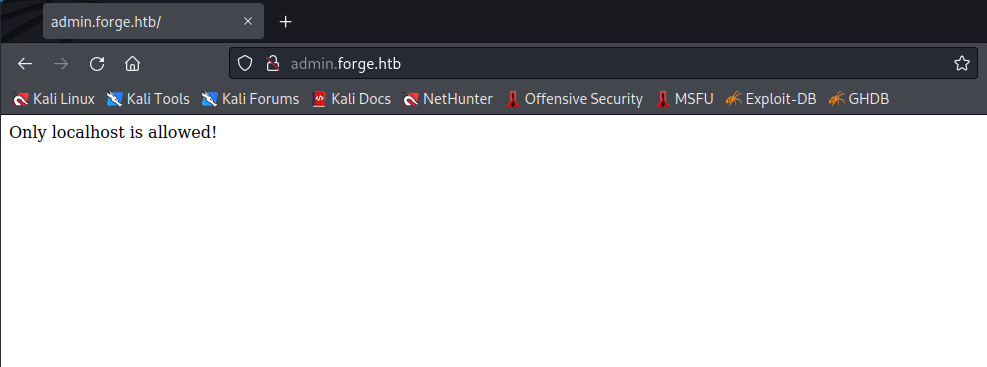 admin.forge.htb/
admin.forge.htb
Kali Linux Kali Tools Kali Forums Kali Docs NetHunter Offensive Security MSFU Exploit-DB GHDB
Only localhost is allowed!